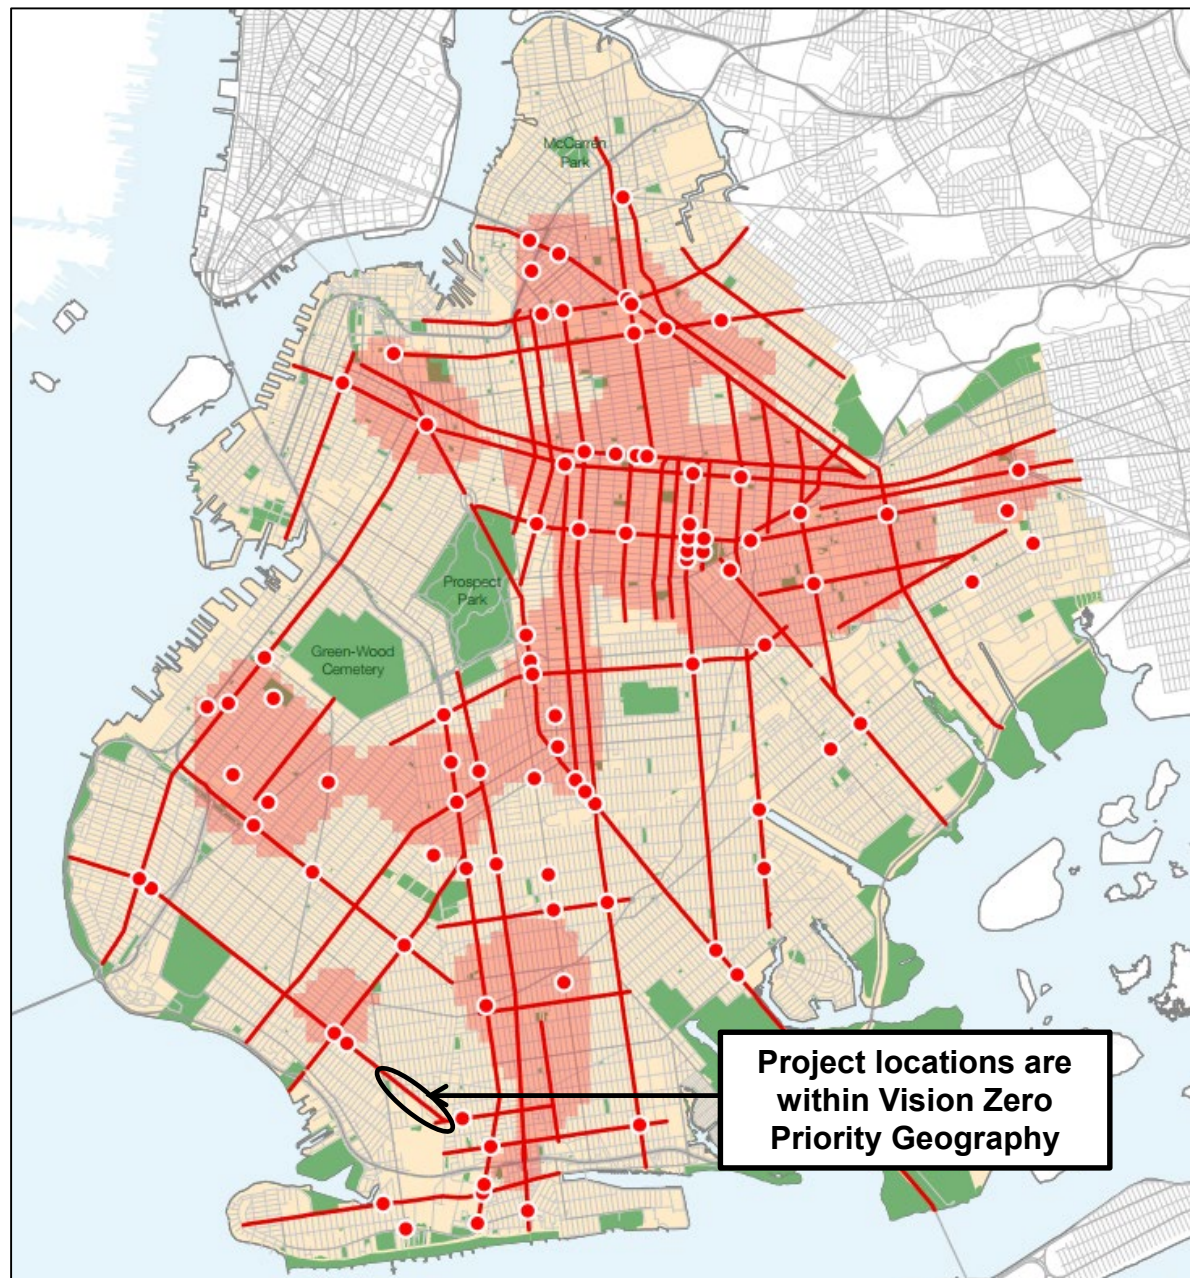 McCarren
Park
Prospect
Park
Green-Wood
Cemetery
Project locations are
within Vision Zero
Priority Geography